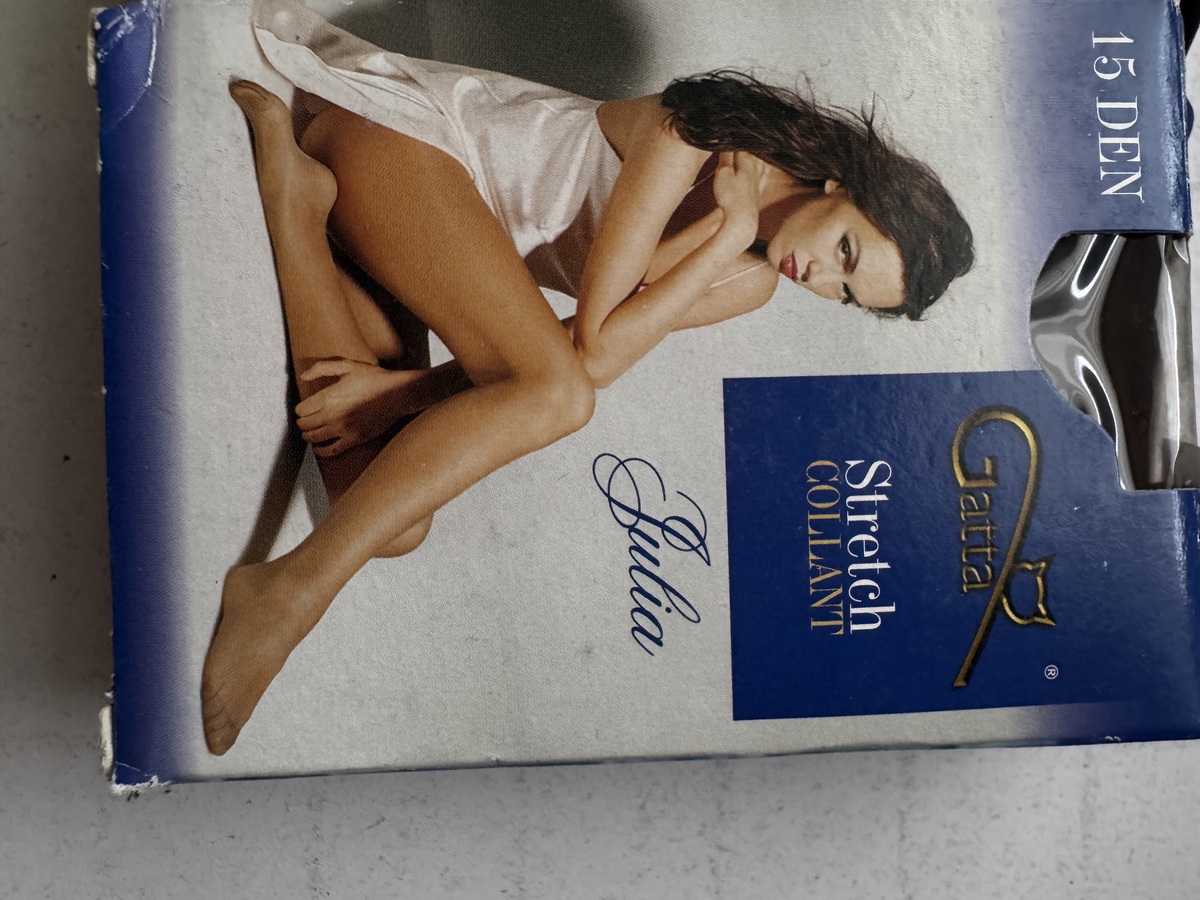 15 DEN
Gatta
®
Stretch
COLLANT
Julia